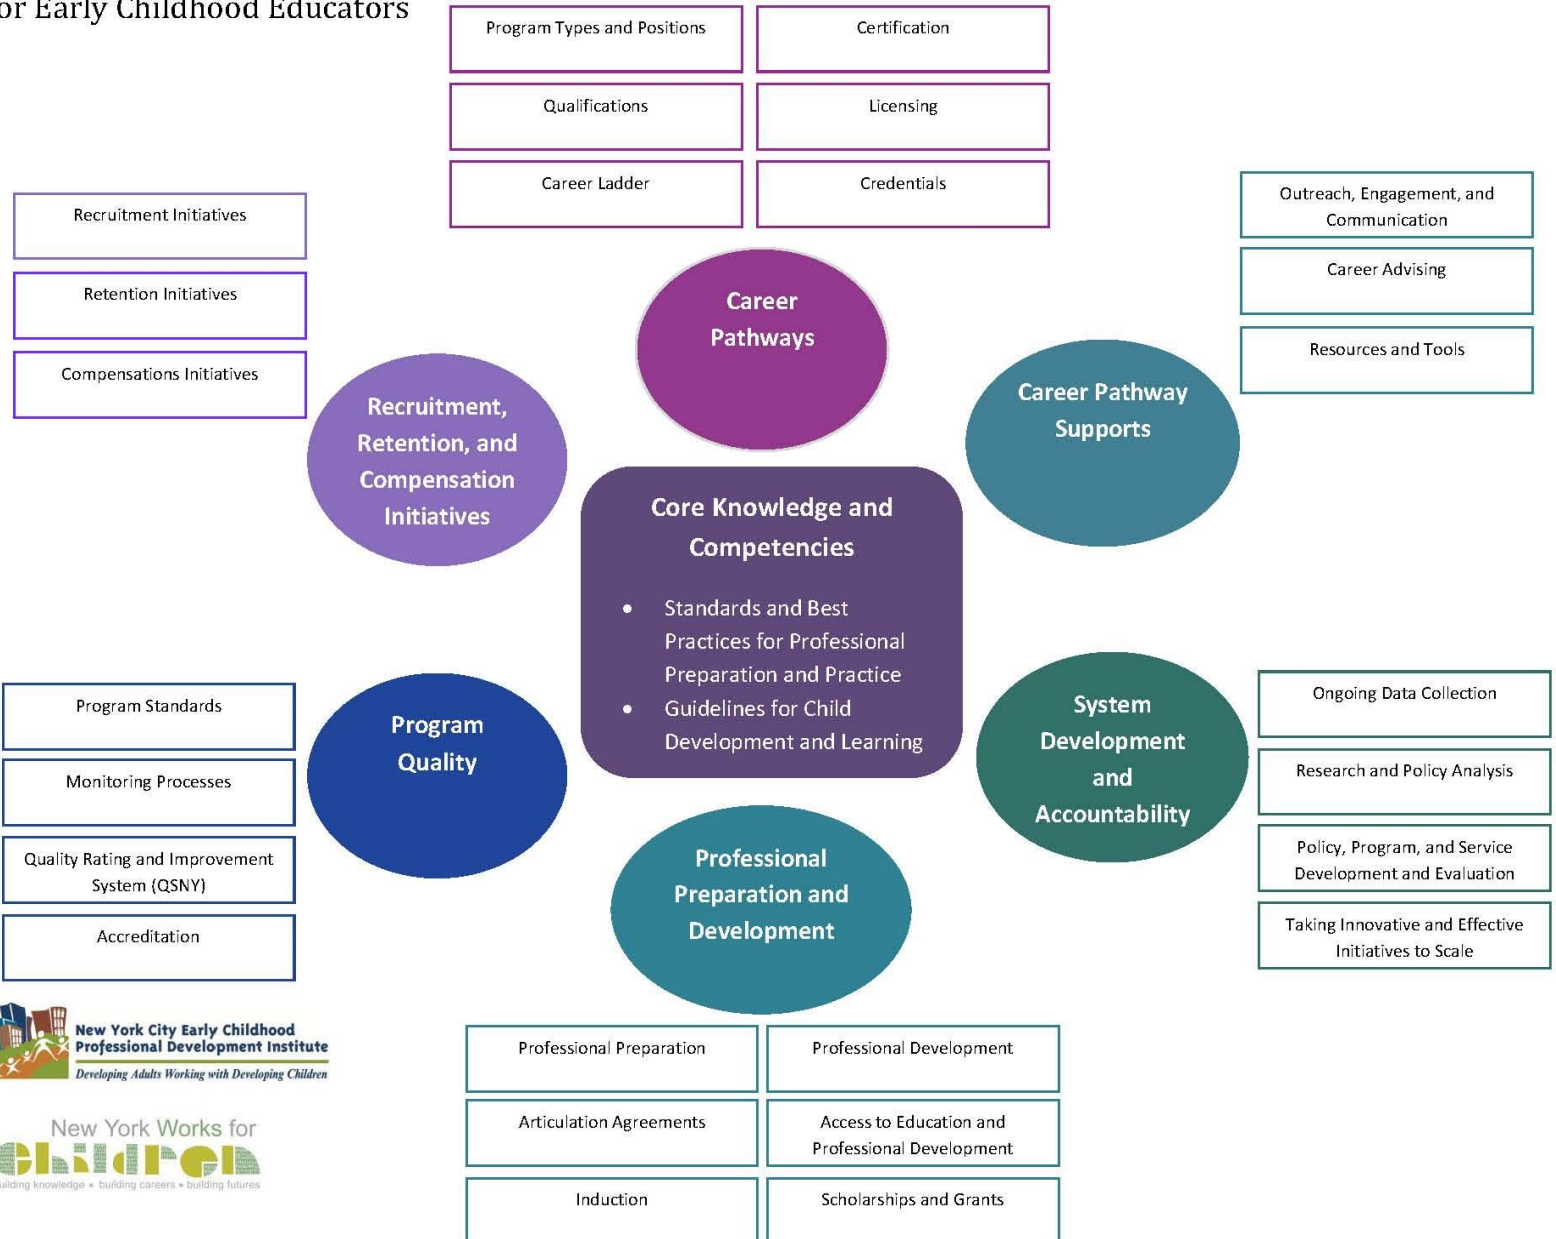 or Early Childhood Educators
Program Types and Positions
Certification
Qualifications
Licensing
Career Ladder
Credentials
Recruitment Initiatives
Retention Initiatives
Compensations Initiatives
Outreach, Engagement, and
Communication
Career Advising
Resources and Tools
Career
Pathways
Recruitment,
Retention, and
Compensation
Initiatives
Career Pathway
Supports
Core Knowledge and
Competencies
• Standards and Best
Practices for Professional
Preparation and Practice
• Guidelines for Child
Development and Learning
Program Standards
Monitoring Processes
Quality Rating and Improvement
System (QSNY)
Accreditation
Program
Quality
System
Development
and
Accountability
Ongoing Data Collection
Research and Policy Analysis
Policy, Program, and Service
Development and Evaluation
Taking Innovative and Effective
Initiatives to Scale
Professional
Preparation and
Development
Professional Preparation
Professional Development
Articulation Agreements
Access to Education and
Professional Development
Induction
Scholarships and Grants
New York City Early Childhood
Professional Development Institute
Developing Adults Working with Developing Children
New York Works for
Children
uilding knowledge • building careers • building futures